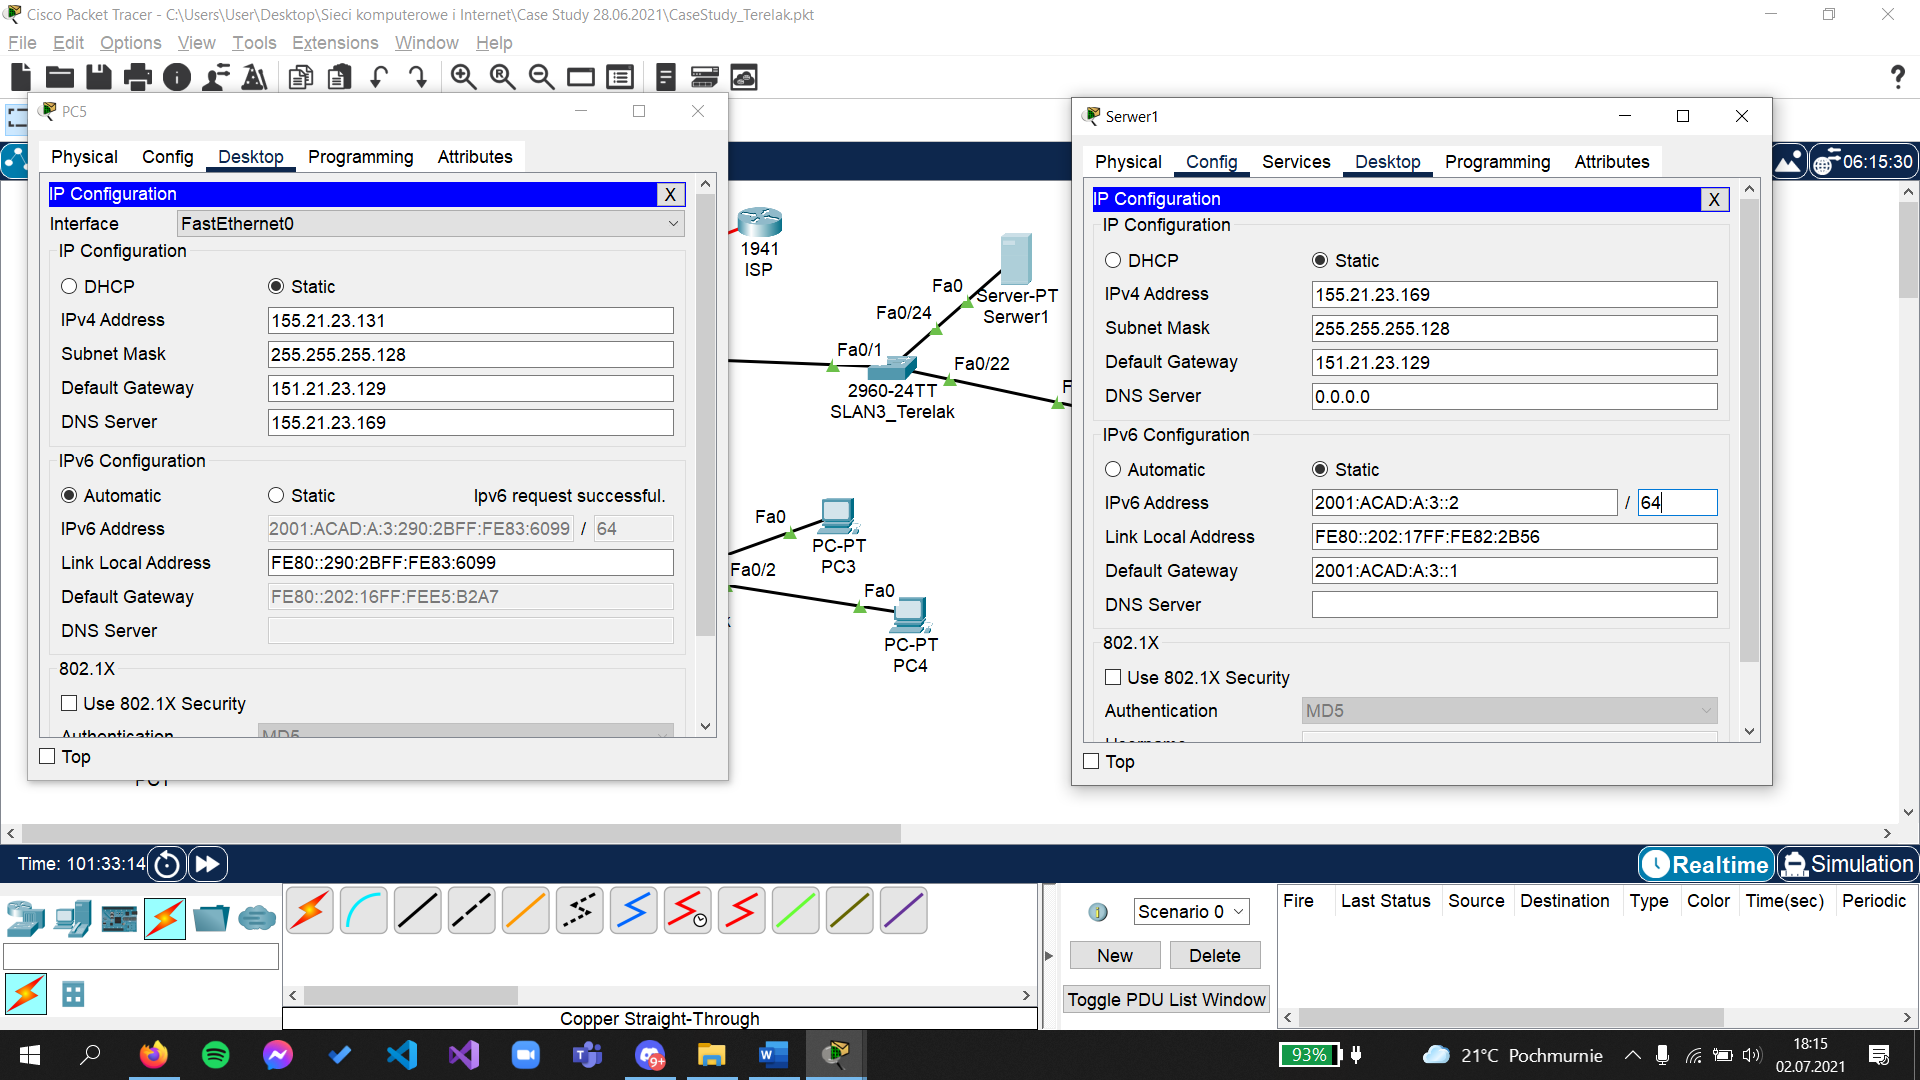 Cisco Packet Tracer - C:\Users\User\Desktop\Sieci komputerowe i Internet\Case Study 28.06.2021\CaseStudy_Terelak.pkt
File Edit Options View Tools Extensions Window Help
PC5
Physical Config Desktop Programming Attributes
IP Configuration X
Interface FastEthernet0
IP Configuration
DHCP Static
IPv4 Address 155.21.23.131
Subnet Mask 255.255.255.128
Default Gateway 151.21.23.129
DNS Server 155.21.23.169
IPv6 Configuration
Automatic Static Ipv6 request successful.
IPv6 Address 2001:ACAD:A:3:290:2BFF:FE83:6099 / 64
Link Local Address FE80::290:2BFF:FE83:6099
Default Gateway FE80::202:16FF:FEE5:B2A7
DNS Server
802.1X
Use 802.1X Security
Authentication MD5
Top
PC1
1941
ISP
Fa0
Server-PT
Serwer1
Fa0/24
Fa0/1
Fa0/22
2960-24TT
SLAN3_Terelak
F
Fa0
PC-PT
PC3
Fa0/2
Fa0
PC-PT
PC4
k
Serwer1
Physical Config Services Desktop Programming Attributes
IP Configuration X
IP Configuration
DHCP Static
IPv4 Address 155.21.23.169
Subnet Mask 255.255.255.128
Default Gateway 151.21.23.129
DNS Server 0.0.0.0
IPv6 Configuration
Automatic Static
IPv6 Address 2001:ACAD:A:3::2 / 64
Link Local Address FE80::202:17FF:FE82:2B56
Default Gateway 2001:ACAD:A:3::1
DNS Server
802.1X
Use 802.1X Security
Authentication MD5
Username
Top
06:15:30
Time: 101:33:14
Realtime Simulation
Copper Straight-Through
Scenario 0
New Delete
Toggle PDU List Window
Fire Last Status Source Destination Type Color Time(sec) Periodic
9+
93%
21°C Pochmurnie
18:15
02.07.2021